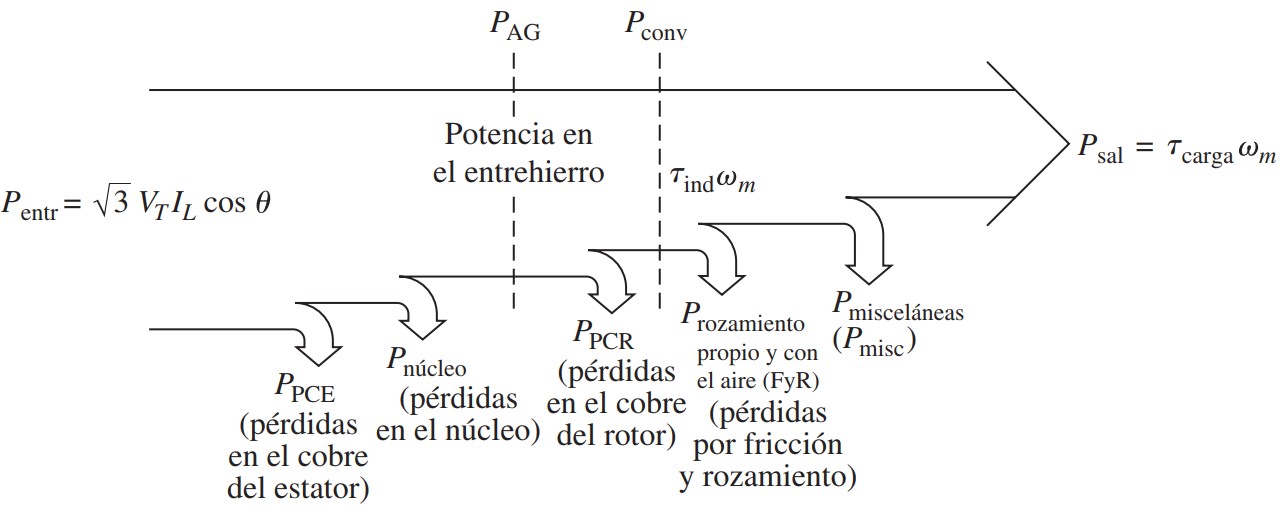 P_AG
P_conv
Potencia en
el entrehierro
P_entr = √3 V_T I_L cos θ
τ_ind ω_m
P_sal = τ_carga ω_m
P_PCE
(pérdidas
en el cobre
del estator)
P_núcleo
(pérdidas
en el núcleo)
P_PCR
(pérdidas
en el cobre
del rotor)
P_rozamiento
propio y con
el aire (FyR)
(pérdidas
por fricción
y rozamiento)
P_misceláneas
(P_misc)